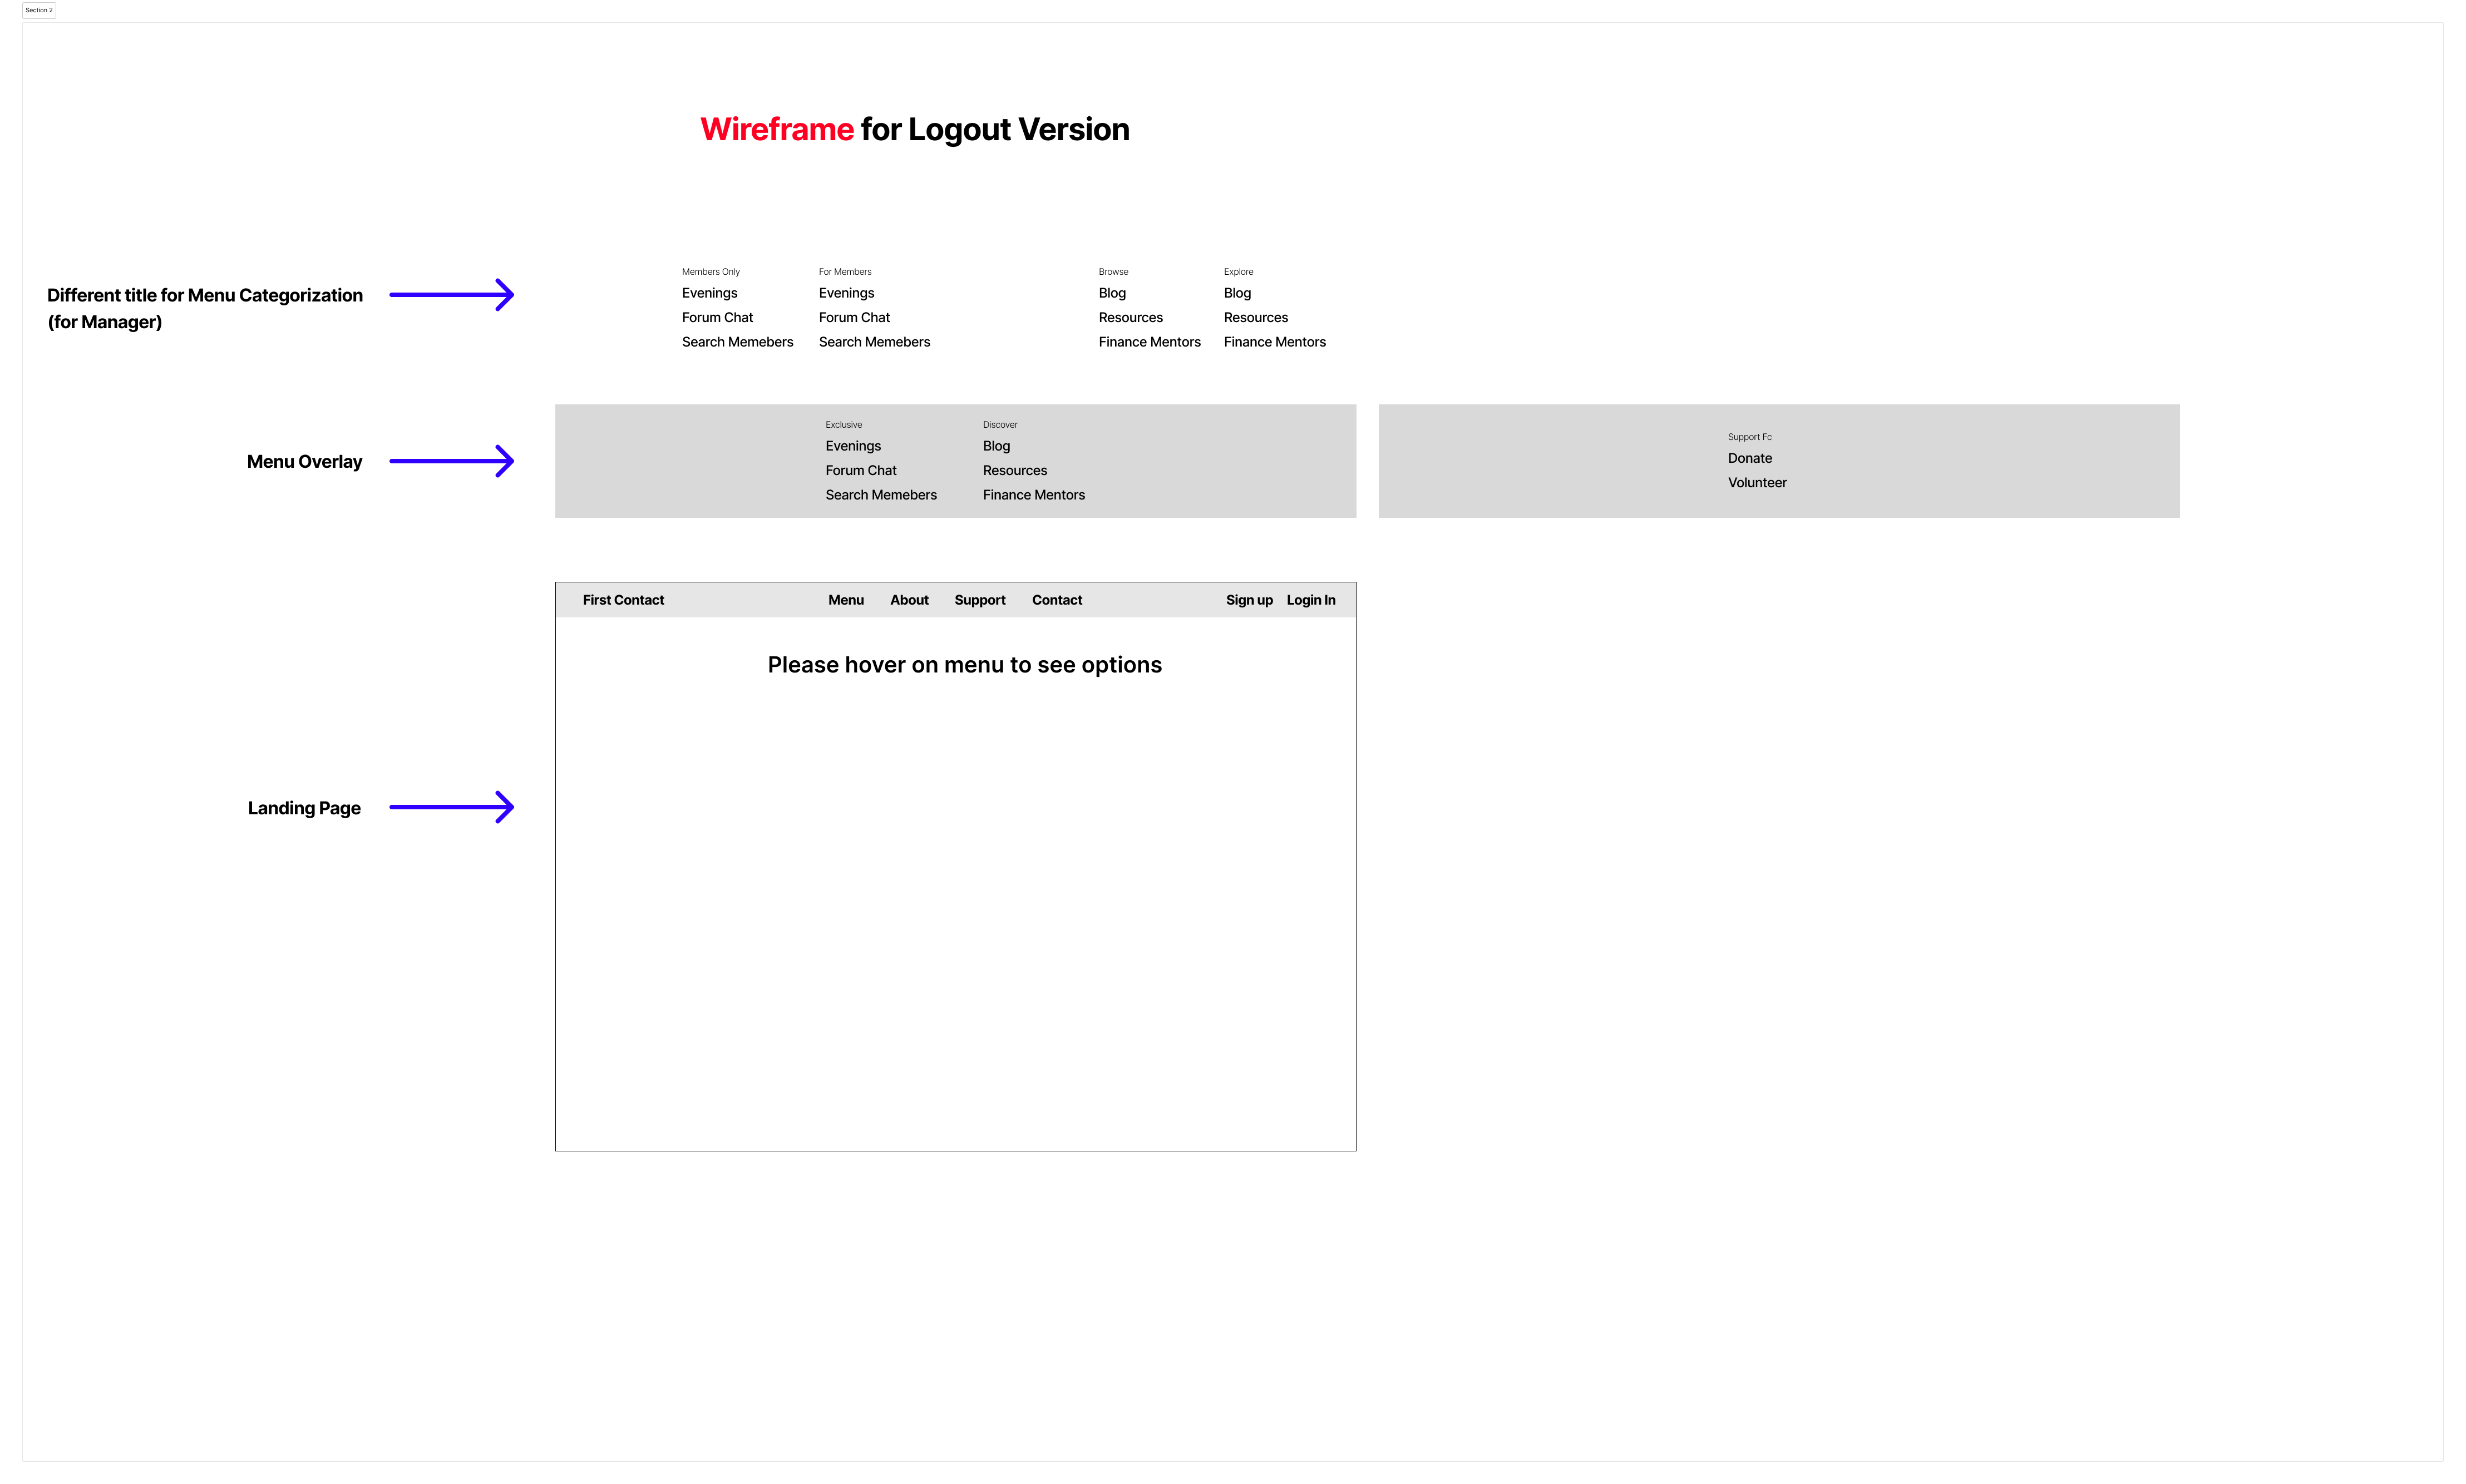 Section 2
Wireframe for Logout Version
Different title for Menu Categorization
(for Manager)
Members Only
Evenings
Forum Chat
Search Memebers
For Members
Evenings
Forum Chat
Search Memebers
Browse
Blog
Resources
Finance Mentors
Explore
Blog
Resources
Finance Mentors
Menu Overlay
Exclusive
Evenings
Forum Chat
Search Memebers
Discover
Blog
Resources
Finance Mentors
Support Fc
Donate
Volunteer
First Contact
Menu
About
Support
Contact
Sign up
Login In
Please hover on menu to see options
Landing Page